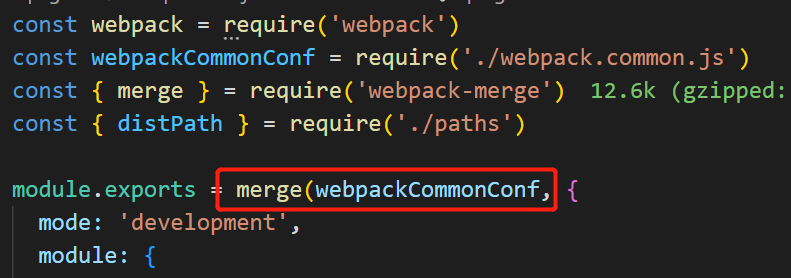 const webpack = require('webpack')
const webpackCommonConf = require('./webpack.common.js')
const { merge } = require('webpack-merge') 12.6k (gzipped:
const { distPath } = require('./paths')
module.exports = merge(webpackCommonConf, {
mode: 'development',
module: {